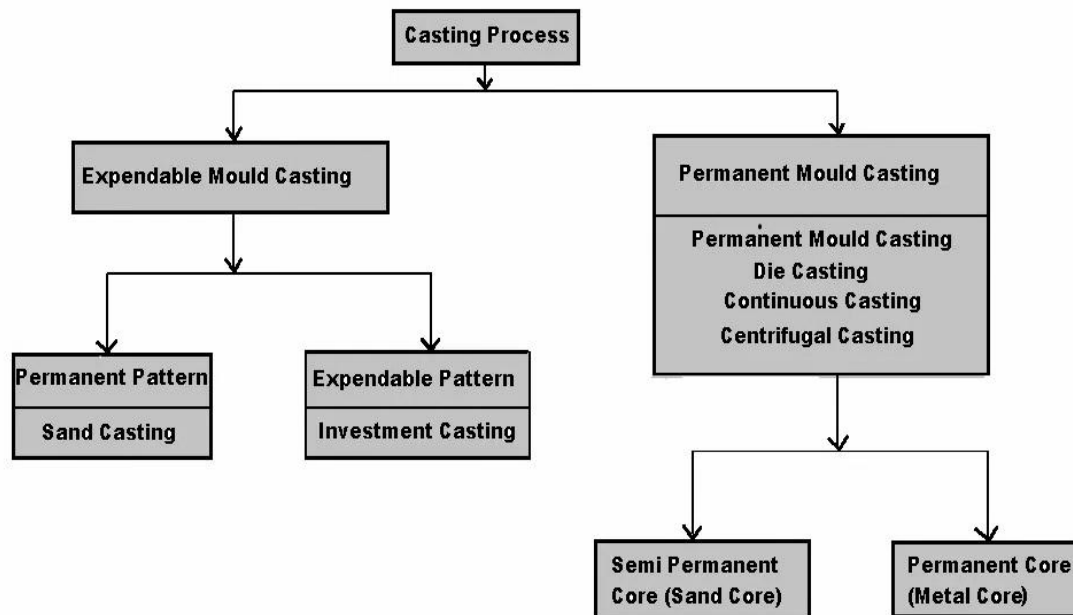 Casting Process
Expendable Mould Casting
Permanent Mould Casting
Permanent Mould Casting
Die Casting
Continuous Casting
Centrifugal Casting
Permanent Pattern
Sand Casting
Expendable Pattern
Investment Casting
Semi Permanent
Core (Sand Core)
Permanent Core
(Metal Core)